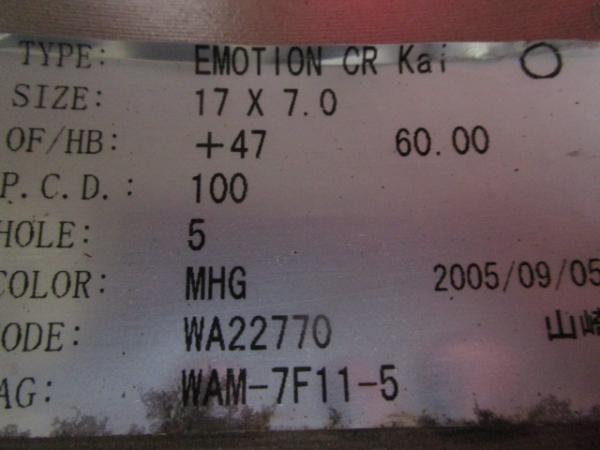 TYPE: EMOTION CR Kai ○
SIZE: 17 X 7.0
OF/HB: +47 60.00
P.C.D.: 100
HOLE: 5
COLOR: MHG 2005/09/05
ODE: WA22770 山崎
AG: WAM-7F11-5